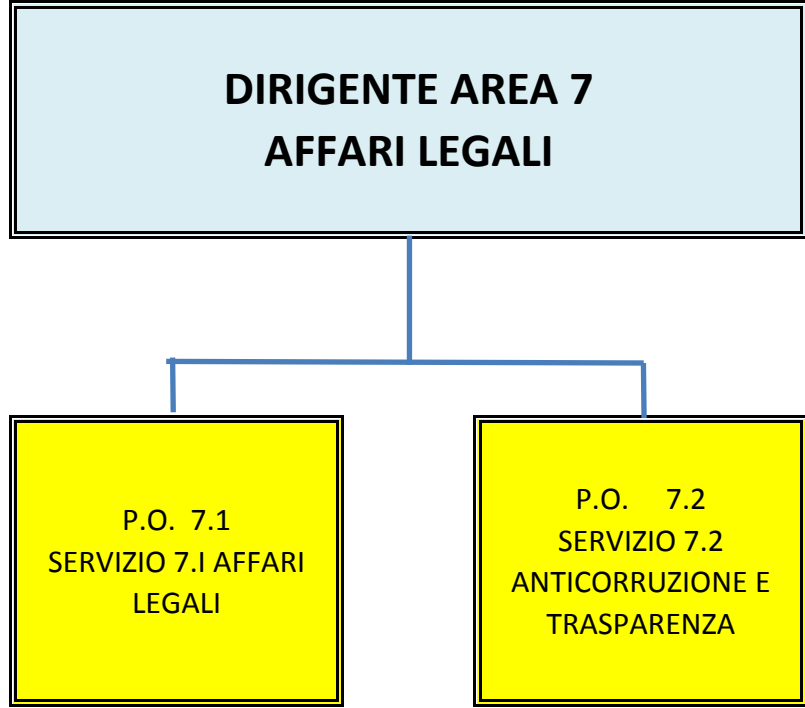 DIRIGENTE AREA 7
AFFARI LEGALI
P.O. 7.1
SERVIZIO 7.I AFFARI
LEGALI
P.O. 7.2
SERVIZIO 7.2
ANTICORRUZIONE E
TRASPARENZA